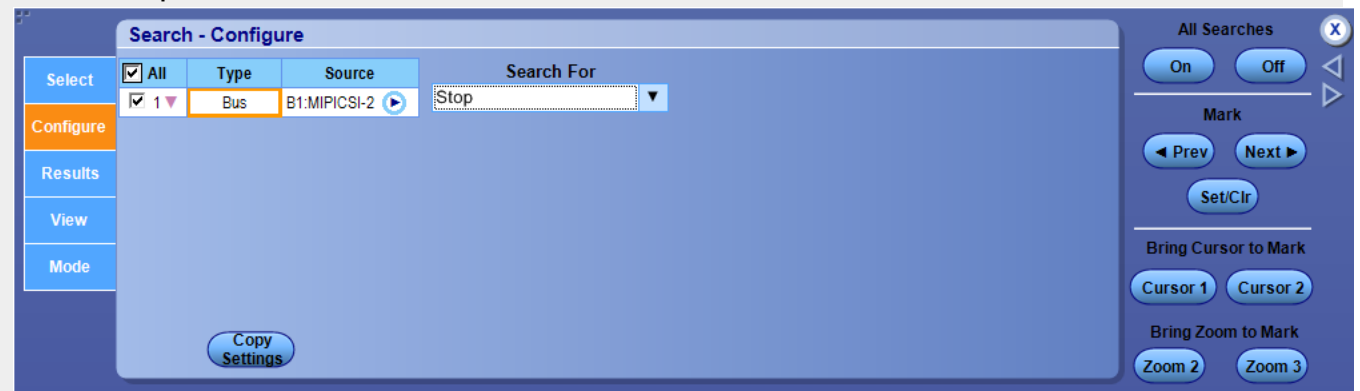 Search - Configure
Select
Configure
Results
View
Mode
All Type Source
1 Bus B1:MIPICSI-2
Search For
Stop
Copy
Settings
All Searches
X
On Off
Mark
Prev Next
Set/Clr
Bring Cursor to Mark
Cursor 1 Cursor 2
Bring Zoom to Mark
Zoom 2 Zoom 3